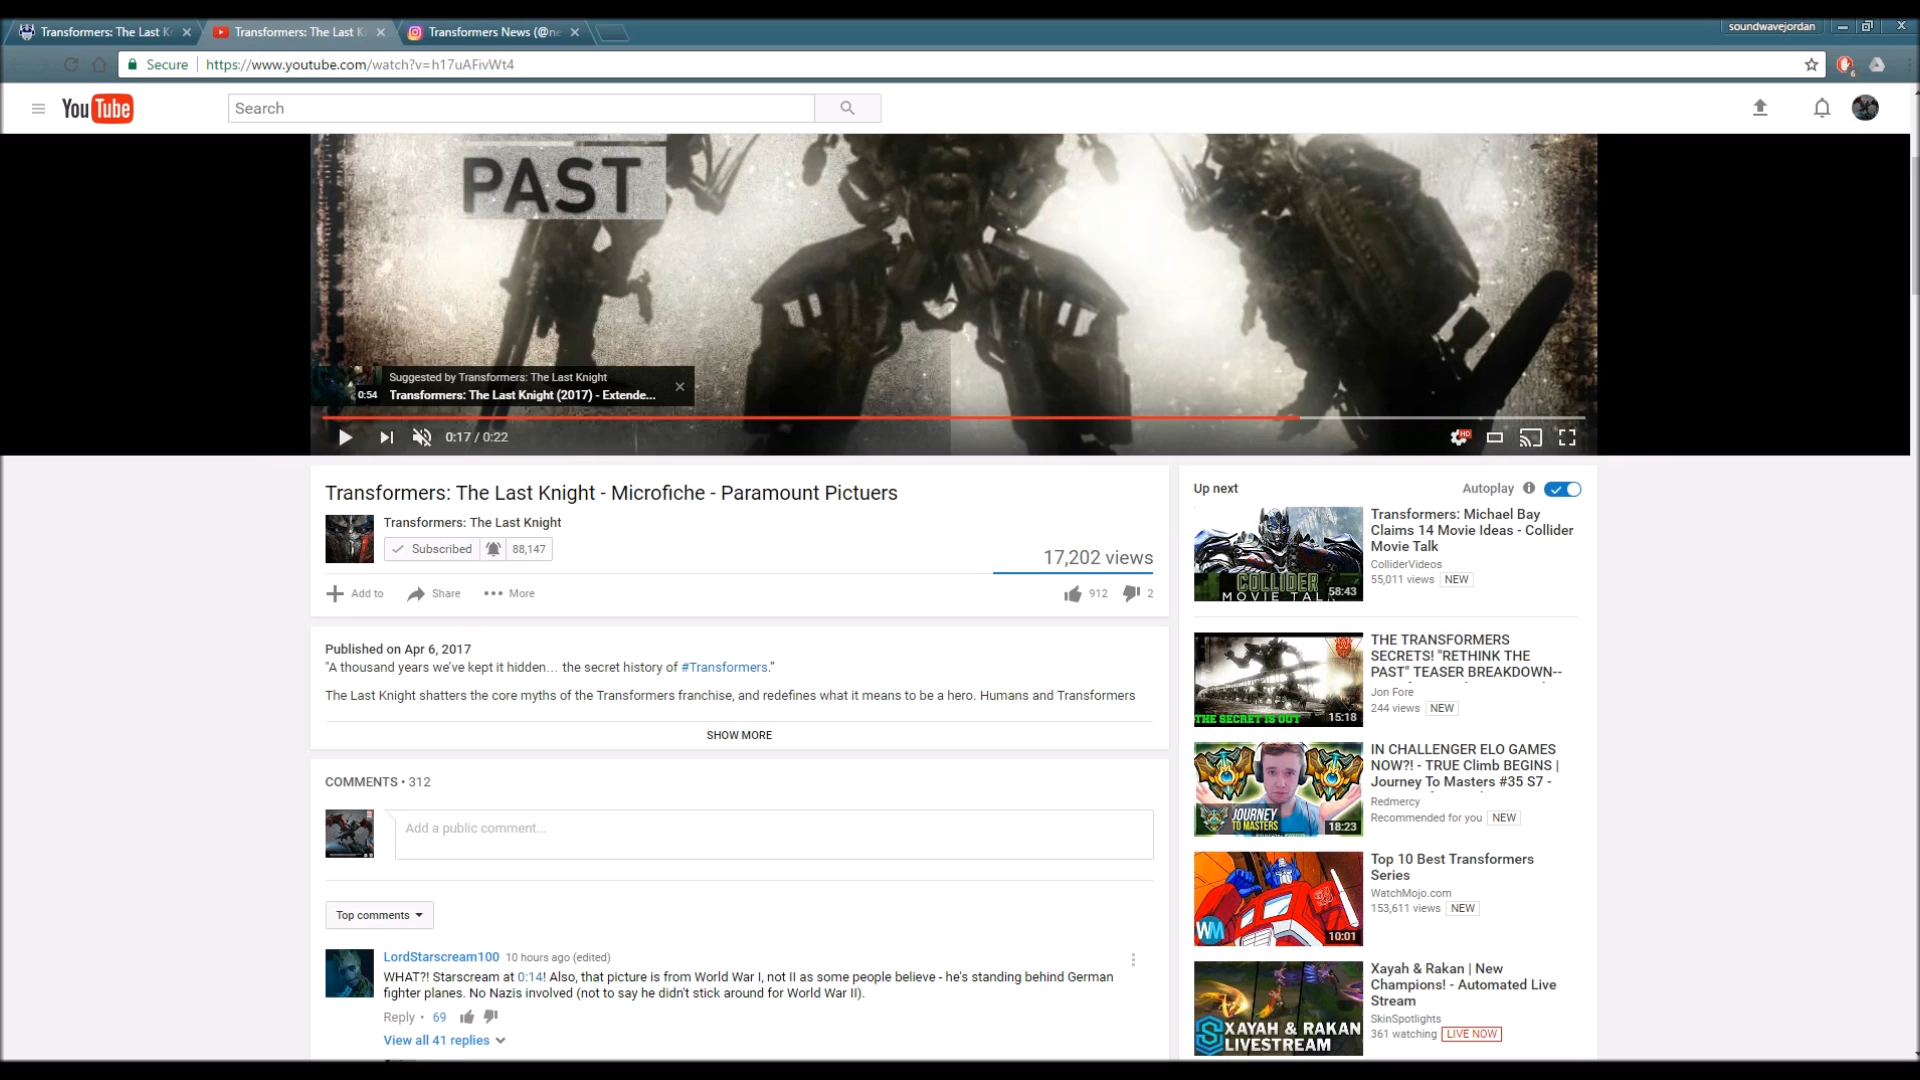 Transformers: The Last K
Transformers: The Last K
Transformers News (@ne
soundwavejordan
Secure
https://www.youtube.com/watch?v=h17uAFivWt4
6
YouTube
Search
PAST
Suggested by Transformers: The Last Knight
0:54
Transformers: The Last Knight (2017) - Extende...
0:17 / 0:22
HD
Transformers: The Last Knight - Microfiche - Paramount Pictuers
Transformers: The Last Knight
Subscribed
88,147
17,202 views
Add to
Share
More
912
2
Published on Apr 6, 2017
"A thousand years we've kept it hidden… the secret history of #Transformers."
The Last Knight shatters the core myths of the Transformers franchise, and redefines what it means to be a hero. Humans and Transformers
SHOW MORE
COMMENTS • 312
Add a public comment...
Top comments
LordStarscream100 10 hours ago (edited)
WHAT?! Starscream at 0:14! Also, that picture is from World War I, not II as some people believe - he's standing behind German
fighter planes. No Nazis involved (not to say he didn't stick around for World War II).
Reply • 69
View all 41 replies
Up next
Autoplay
COLLIDER
MOVIE TALK
58:43
Transformers: Michael Bay
Claims 14 Movie Ideas - Collider
Movie Talk
ColliderVideos
55,011 views NEW
THE SECRET IS OUT
15:18
THE TRANSFORMERS
SECRETS! "RETHINK THE
PAST" TEASER BREAKDOWN--
Jon Fore
244 views NEW
JOURNEY
TO MASTERS
18:23
IN CHALLENGER ELO GAMES
NOW?! - TRUE Climb BEGINS |
Journey To Masters #35 S7 -
Redmercy
Recommended for you NEW
WM
10:01
Top 10 Best Transformers
Series
WatchMojo.com
153,611 views NEW
XAYAH & RAKAN
LIVESTREAM
Xayah & Rakan | New
Champions! - Automated Live
Stream
SkinSpotlights
361 watching LIVE NOW